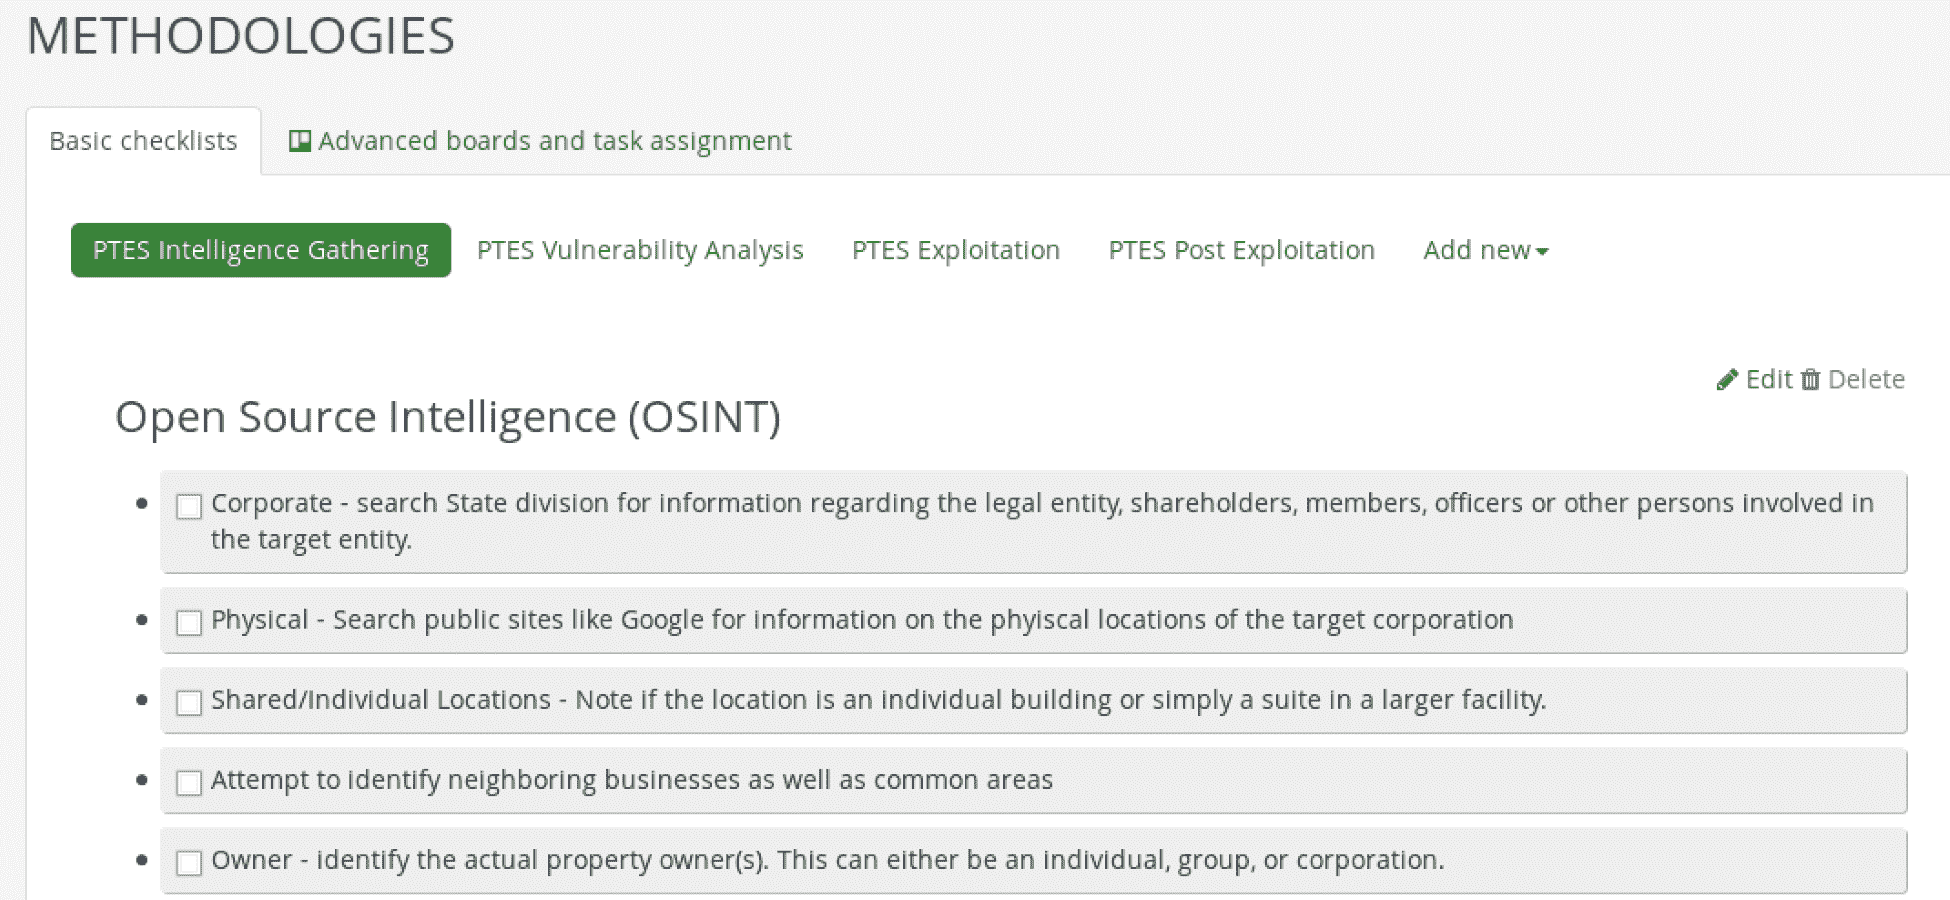 METHODOLOGIES
Basic checklists
Advanced boards and task assignment
PTES Intelligence Gathering
PTES Vulnerability Analysis
PTES Exploitation
PTES Post Exploitation
Add new
Edit
Delete
Open Source Intelligence (OSINT)
Corporate - search State division for information regarding the legal entity, shareholders, members, officers or other persons involved in
the target entity.
Physical - Search public sites like Google for information on the phyiscal locations of the target corporation
Shared/Individual Locations - Note if the location is an individual building or simply a suite in a larger facility.
Attempt to identify neighboring businesses as well as common areas
Owner - identify the actual property owner(s). This can either be an individual, group, or corporation.